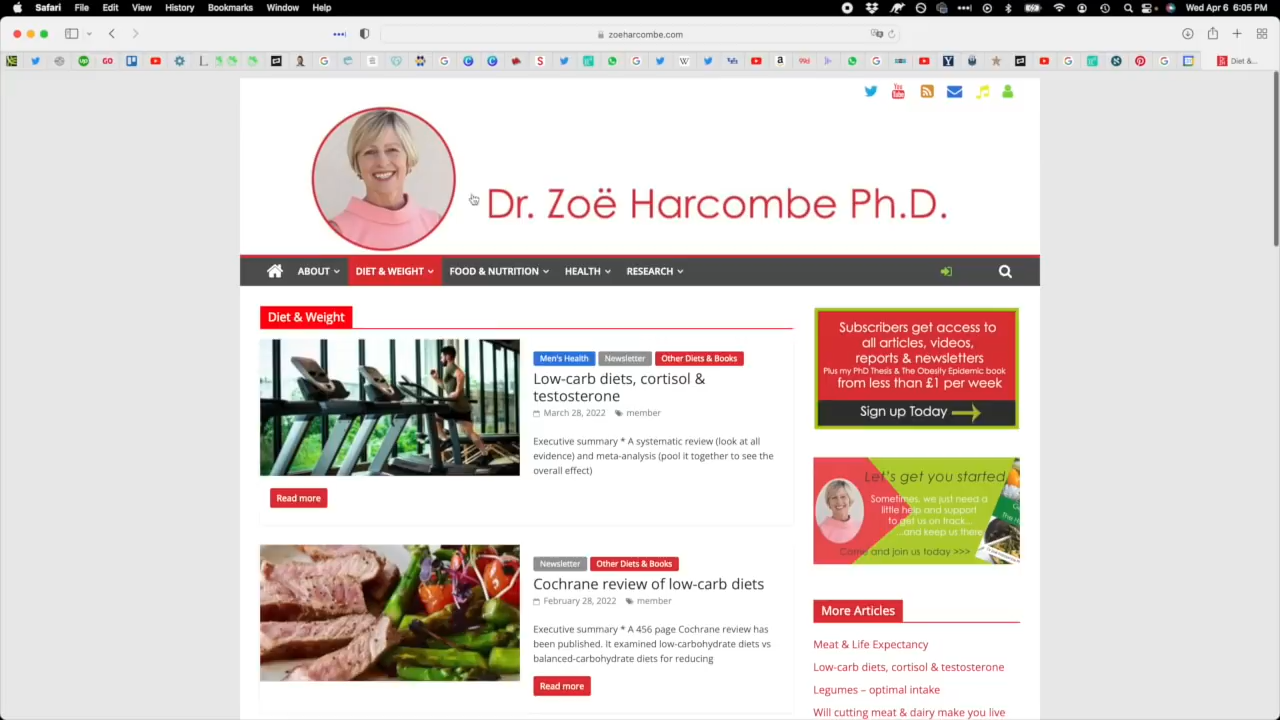 Safari File Edit View History Bookmarks Window Help
Wed Apr 6 6:05 PM
zoeharcombe.com
Diet &...
Dr. Zoë Harcombe Ph.D.
ABOUT DIET & WEIGHT FOOD & NUTRITION HEALTH RESEARCH
Diet & Weight
Men's Health Newsletter Other Diets & Books
Low-carb diets, cortisol &
testosterone
March 28, 2022 member
Executive summary * A systematic review (look at all
evidence) and meta-analysis (pool it together to see the
overall effect)
Read more
Newsletter Other Diets & Books
Cochrane review of low-carb diets
February 28, 2022 member
Executive summary * A 456 page Cochrane review has
been published. It examined low-carbohydrate diets vs
balanced-carbohydrate diets for reducing
Read more
Subscribers get access to
all articles, videos,
reports & newsletters
Plus my PhD Thesis & The Obesity Epidemic book
from less than £1 per week
Sign up Today
Let's get you started
Sometimes, we just need a
little help and support
to get us on track...
...and keep us there
Come and join us today >>>
More Articles
Meat & Life Expectancy
Low-carb diets, cortisol & testosterone
Legumes – optimal intake
Will cutting meat & dairy make you live